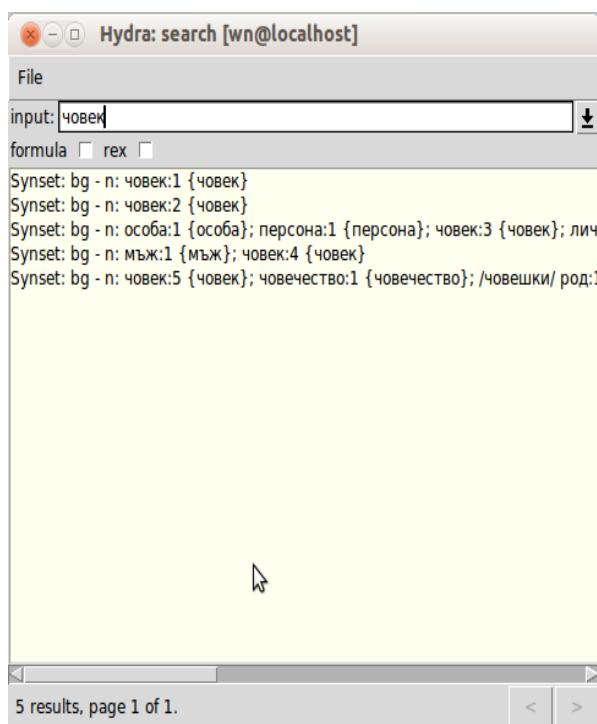 Hydra: search [wn@localhost]
File
input: човек
formula rex
Synset: bg - n: човек:1 {човек}
Synset: bg - n: човек:2 {човек}
Synset: bg - n: особа:1 {особа}; персона:1 {персона}; човек:3 {човек}; лич
Synset: bg - n: мъж:1 {мъж}; човек:4 {човек}
Synset: bg - n: човек:5 {човек}; човечество:1 {човечество}; /човешки/ род:1
5 results, page 1 of 1. < >